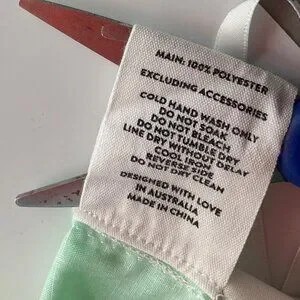 MAIN: 100% POLYESTER
EXCLUDING ACCESSORIES
COLD HAND WASH ONLY
DO NOT SOAK
DO NOT BLEACH
DO NOT TUMBLE DRY
LINE DRY WITHOUT DELAY
COOL IRON
REVERSE SIDE
DO NOT DRY CLEAN
DESIGNED WITH LOVE
IN AUSTRALIA
MADE IN CHINA